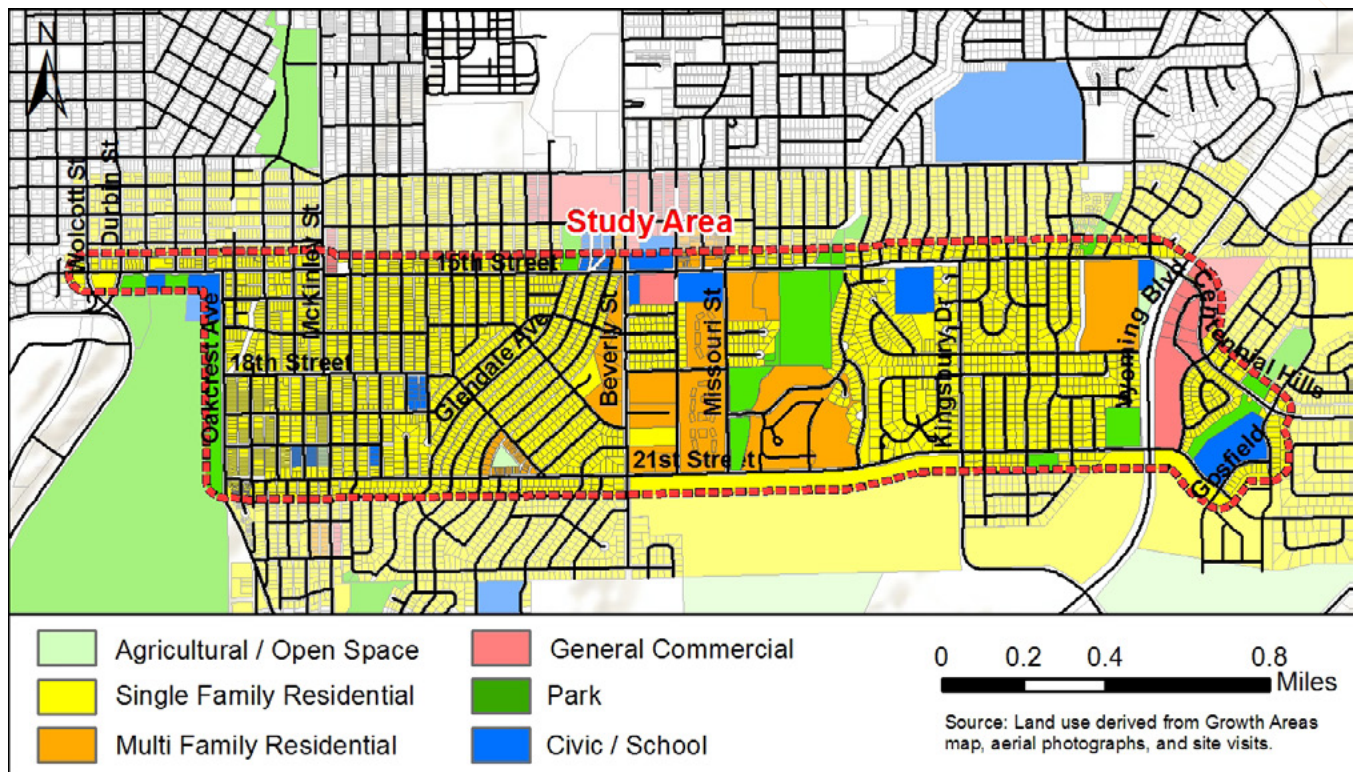 N
Wolcott St
Durbin St
McKinley St
Study Area
15th Street
Oakcrest Ave
18th Street
Glendale Ave
Beverly St
Missouri St
21st Street
Kingsbury Dr
Wyoming Blvd
Centennial Hills
Gosfield
Agricultural / Open Space
Single Family Residential
Multi Family Residential
General Commercial
Park
Civic / School
0 0.2 0.4 0.8
Miles
Source: Land use derived from Growth Areas
map, aerial photographs, and site visits.